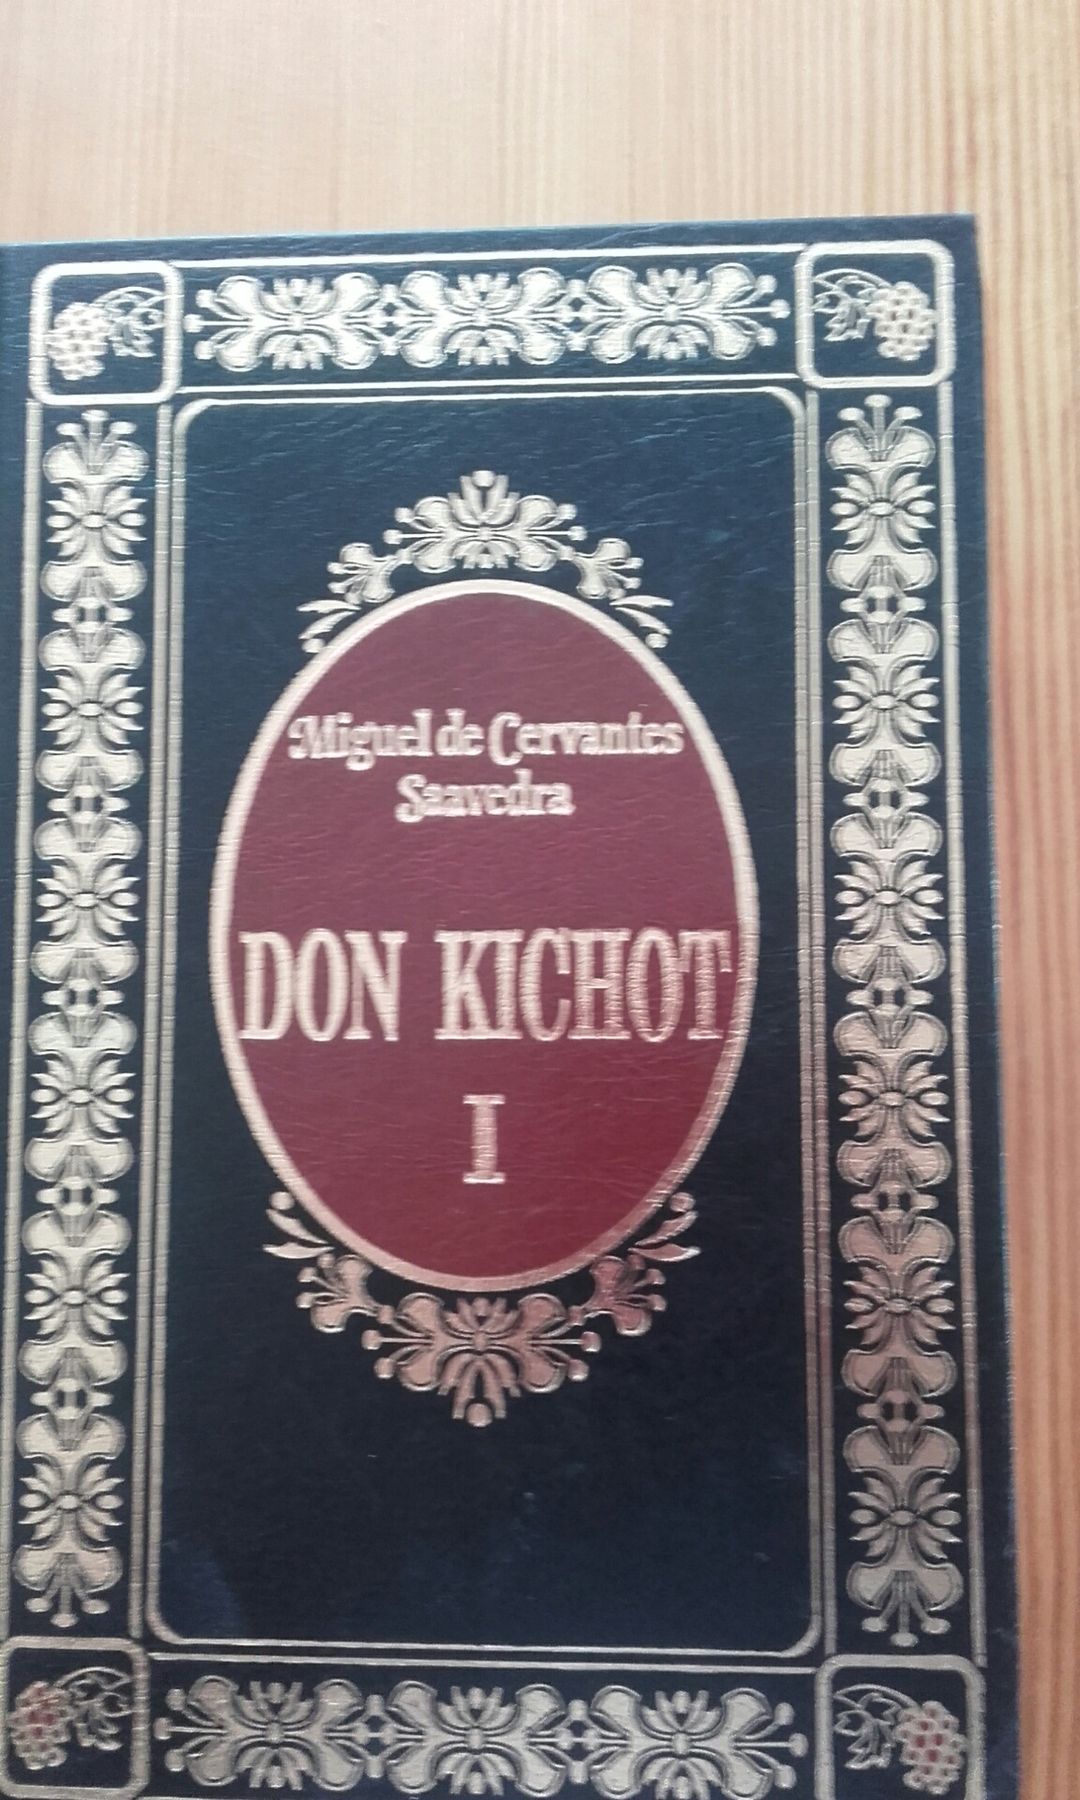 Miguel de Cervantes
Saavedra
DON KICHOT
I